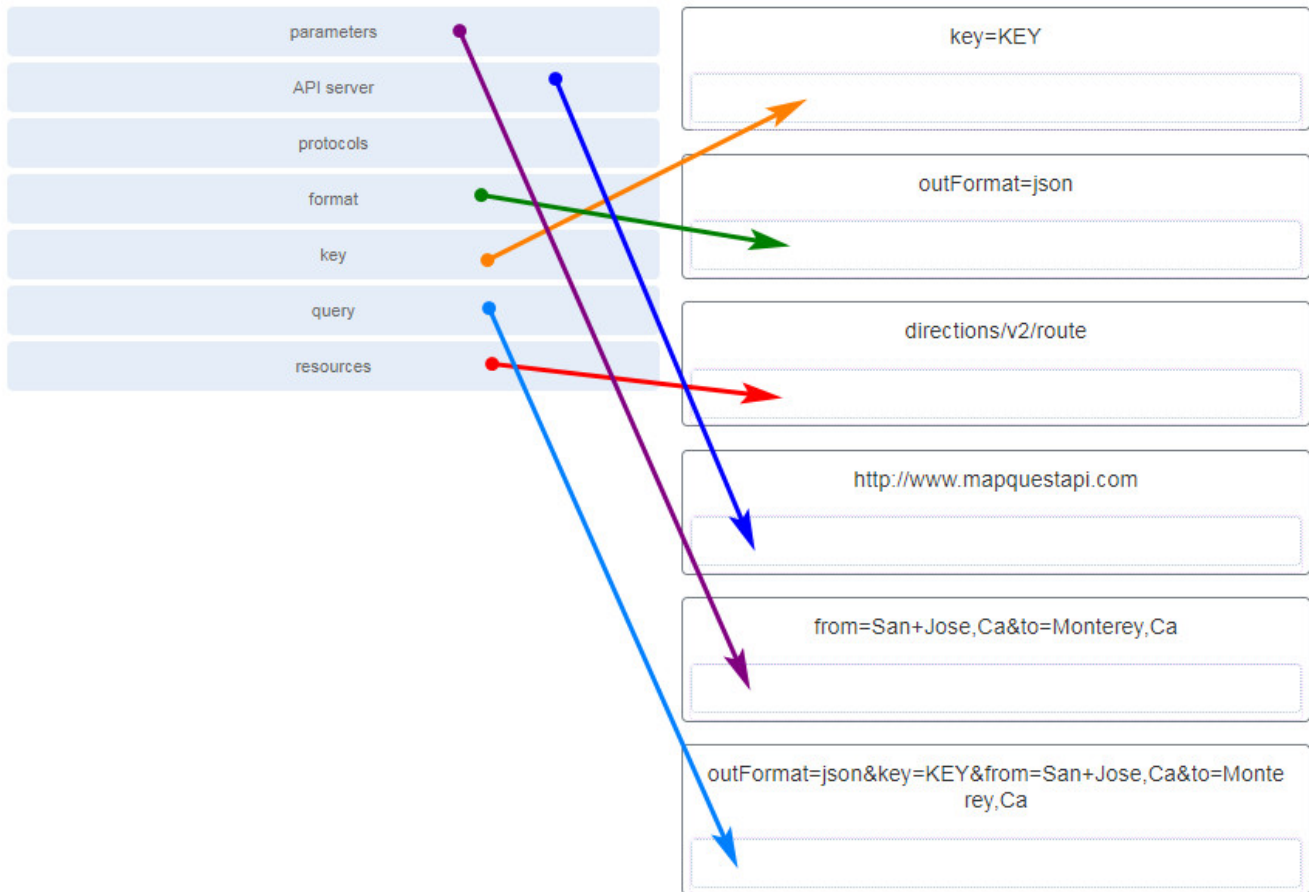 parameters
API server
protocols
format
key
query
resources
key=KEY
outFormat=json
directions/v2/route
http://www.mapquestapi.com
from=San+Jose,Ca&to=Monterey,Ca
outFormat=json&key=KEY&from=San+Jose,Ca&to=Monte
rey,Ca